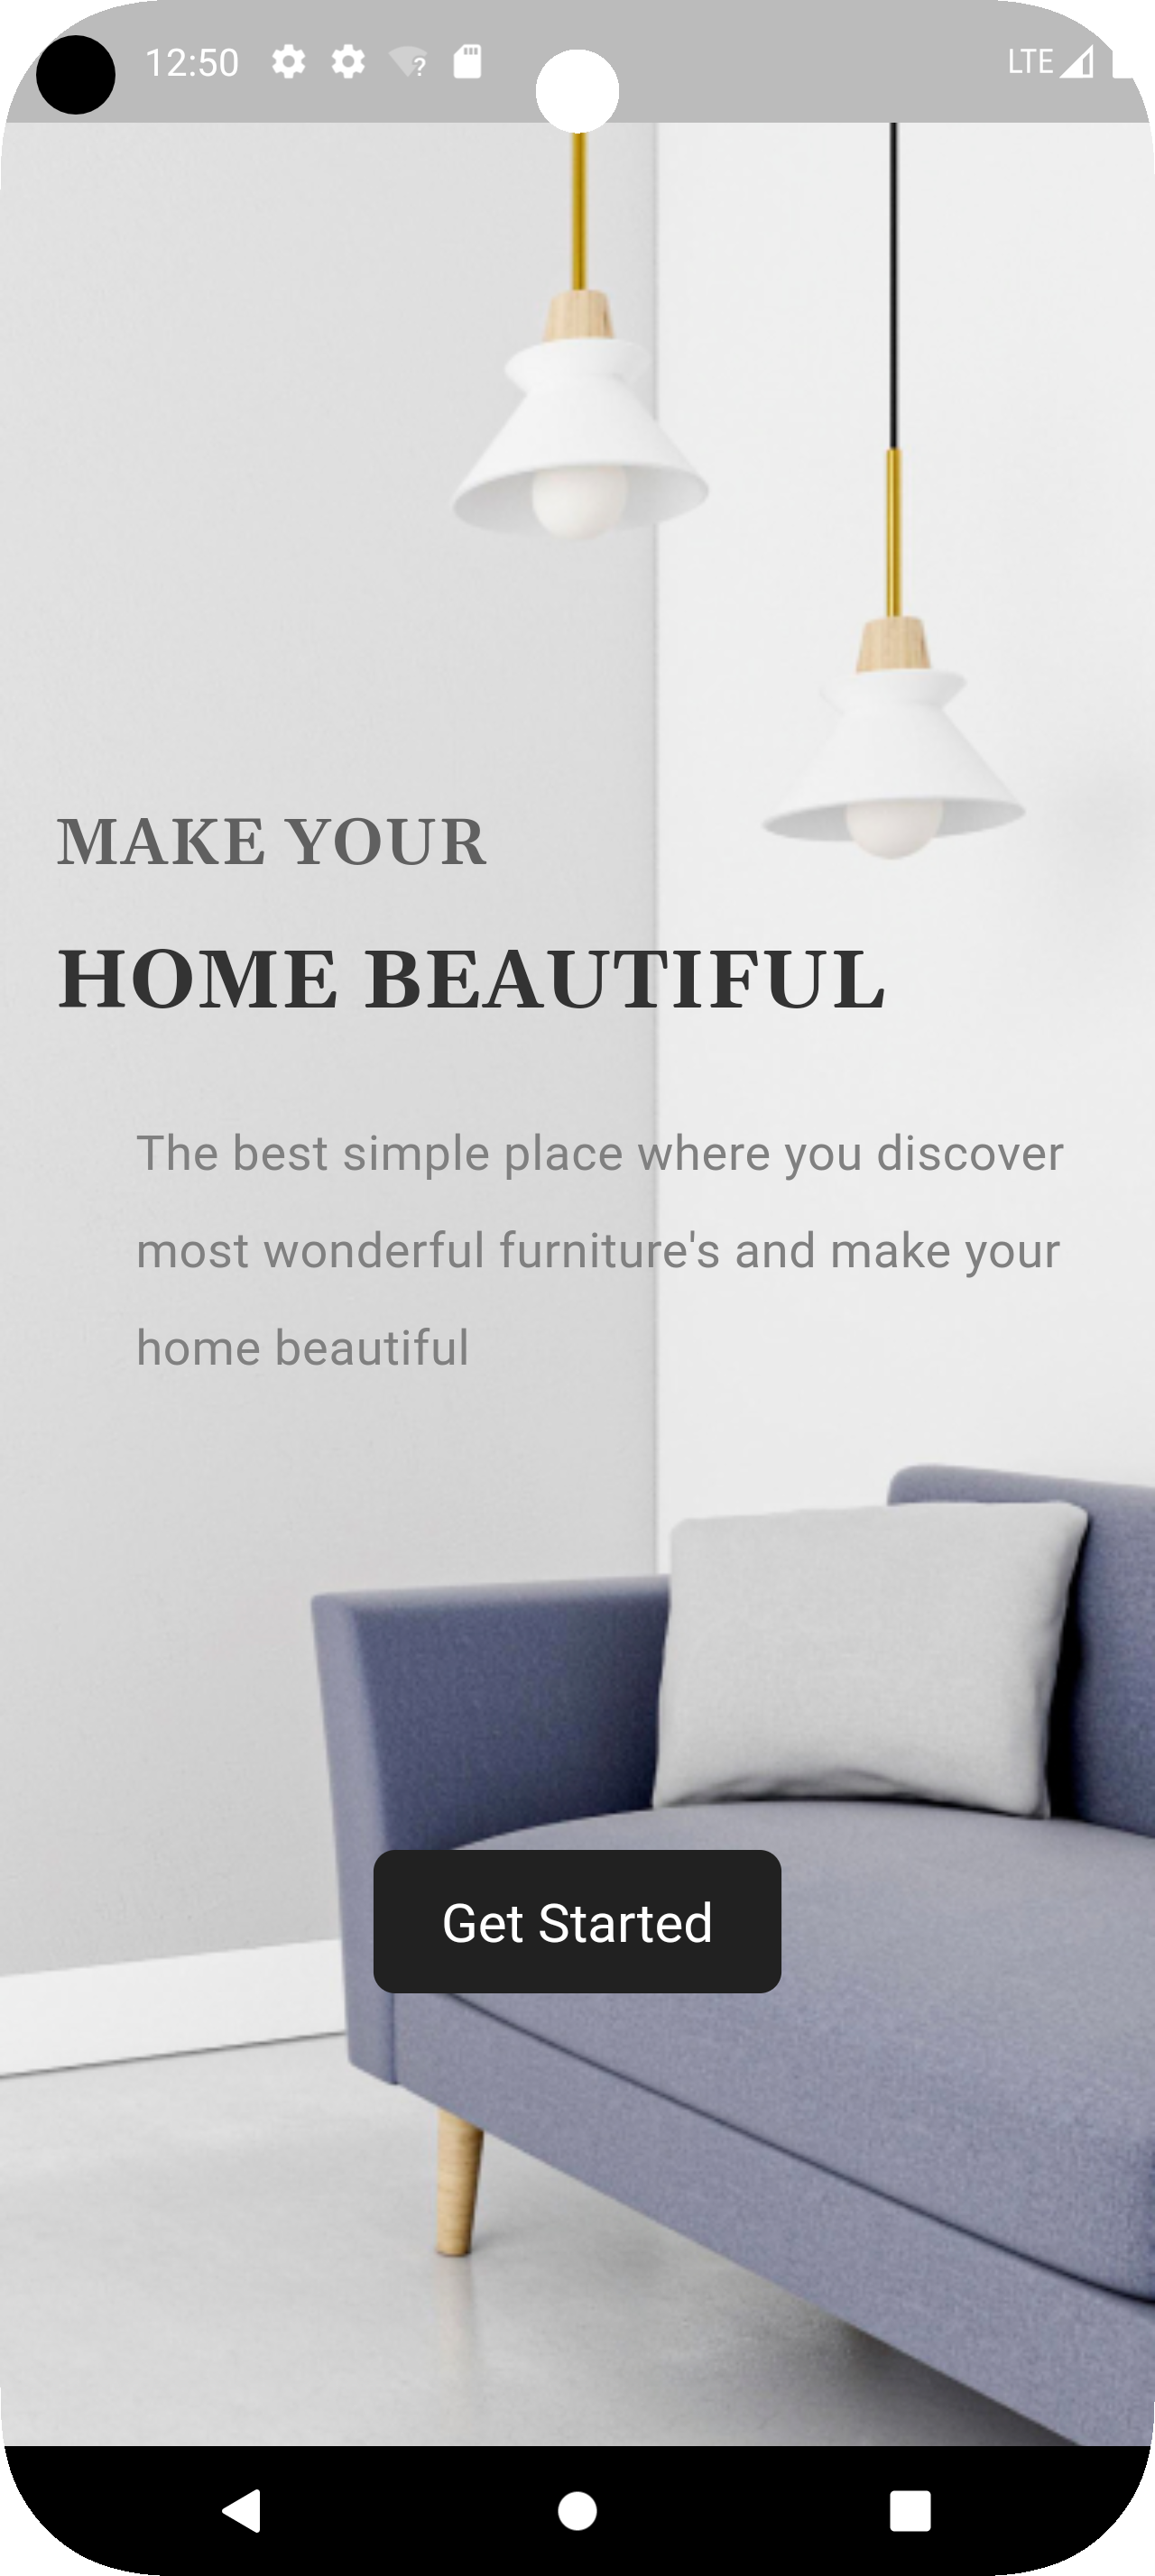 12:50
LTE
MAKE YOUR
HOME BEAUTIFUL
The best simple place where you discover
most wonderful furniture's and make your
home beautiful
Get Started